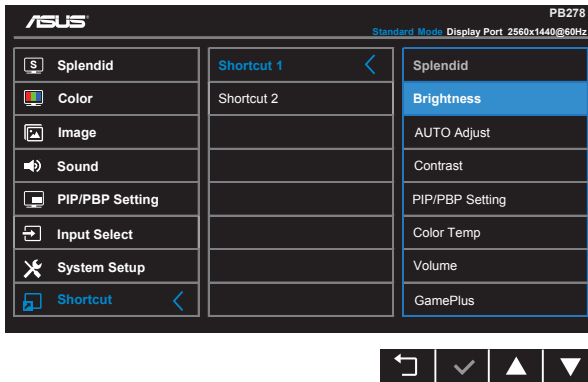 ASUS
PB278
Standard Mode Display Port 2560x1440@60Hz
S Splendid
Color
Image
Sound
PIP/PBP Setting
Input Select
System Setup
Shortcut
Shortcut 1
Shortcut 2
Splendid
Brightness
AUTO Adjust
Contrast
PIP/PBP Setting
Color Temp
Volume
GamePlus